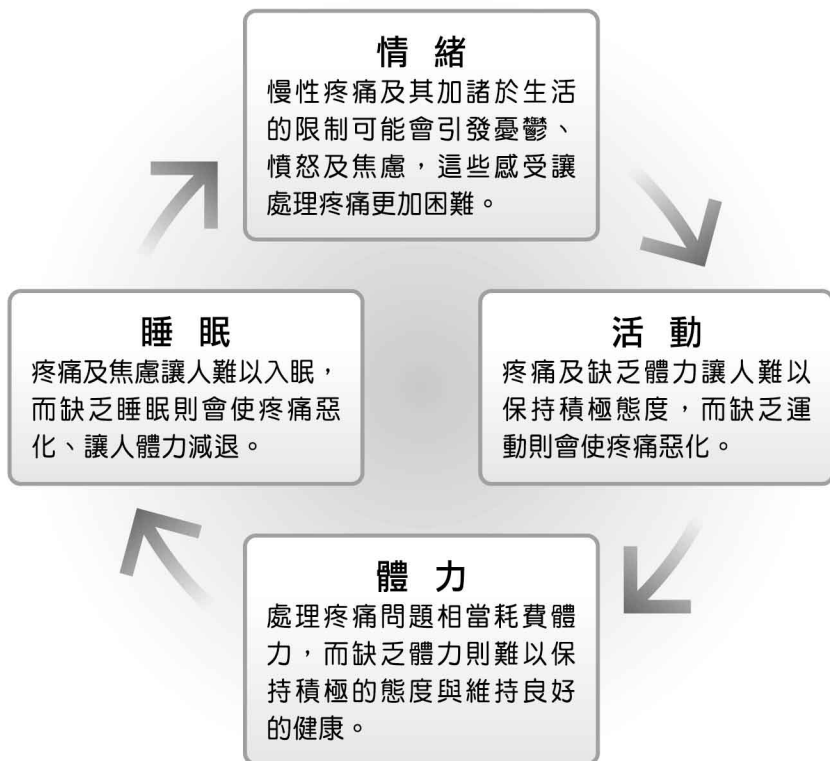 情 緒
慢性疼痛及其加諸於生活
的限制可能會引發憂鬱、
憤怒及焦慮，這些感受讓
處理疼痛更加困難。
睡 眠
疼痛及焦慮讓人難以入眠，
而缺乏睡眠則會使疼痛惡
化、讓人體力減退。
活 動
疼痛及缺乏體力讓人難以
保持積極態度，而缺乏運
動則會使疼痛惡化。
體 力
處理疼痛問題相當耗費體
力，而缺乏體力則難以保
持積極的態度與維持良好
的健康。